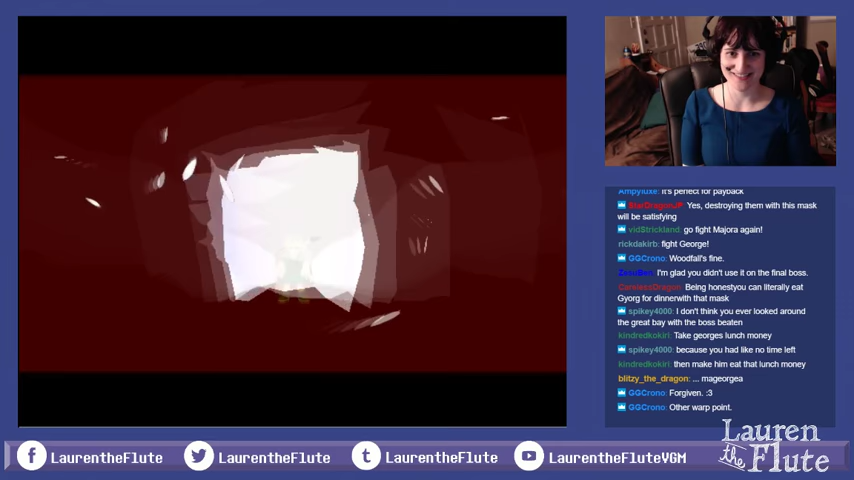 Ampyluxe: It's perfect for payback
StarDragonJP: Yes, destroying them with this mask
will be satisfying
vidStrickland: go fight Majora again!
rickdakirb: fight George!
GGCrono: Woodfall's fine.
I'm glad you didn't use it on the final boss.
CarelessDragon: Being honestyou can literally eat
Gyorg for dinnerwith that mask
spikey4000: I don't think you ever looked around
the great bay with the boss beaten
kindredkokiri: Take georges lunch money
spikey4000: because you had like no time left
kindredkokiri: then make him eat that lunch money
blitzy_the_dragon: ... mageorgea
GGCrono: Forgiven. :3
GGCrono: Other warp point.
LaurentheFlute
LaurentheFlute
LaurentheFlute
LaurentheFluteVGM
Lauren
the Flute